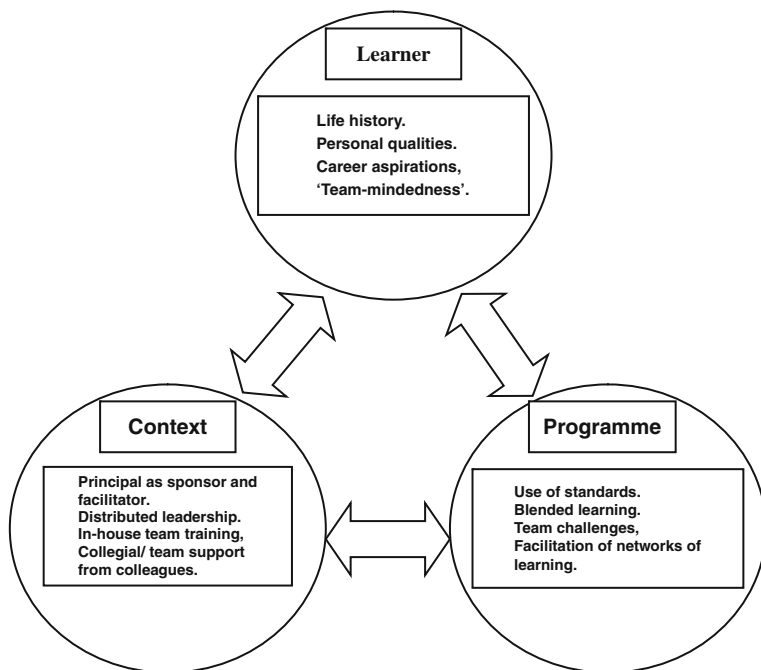 Learner
Life history.
Personal qualities.
Career aspirations,
‘Team-mindedness’.
Context
Principal as sponsor and
facilitator.
Distributed leadership.
In-house team training,
Collegial/ team support
from colleagues.
Programme
Use of standards.
Blended learning.
Team challenges,
Facilitation of networks of
learning.